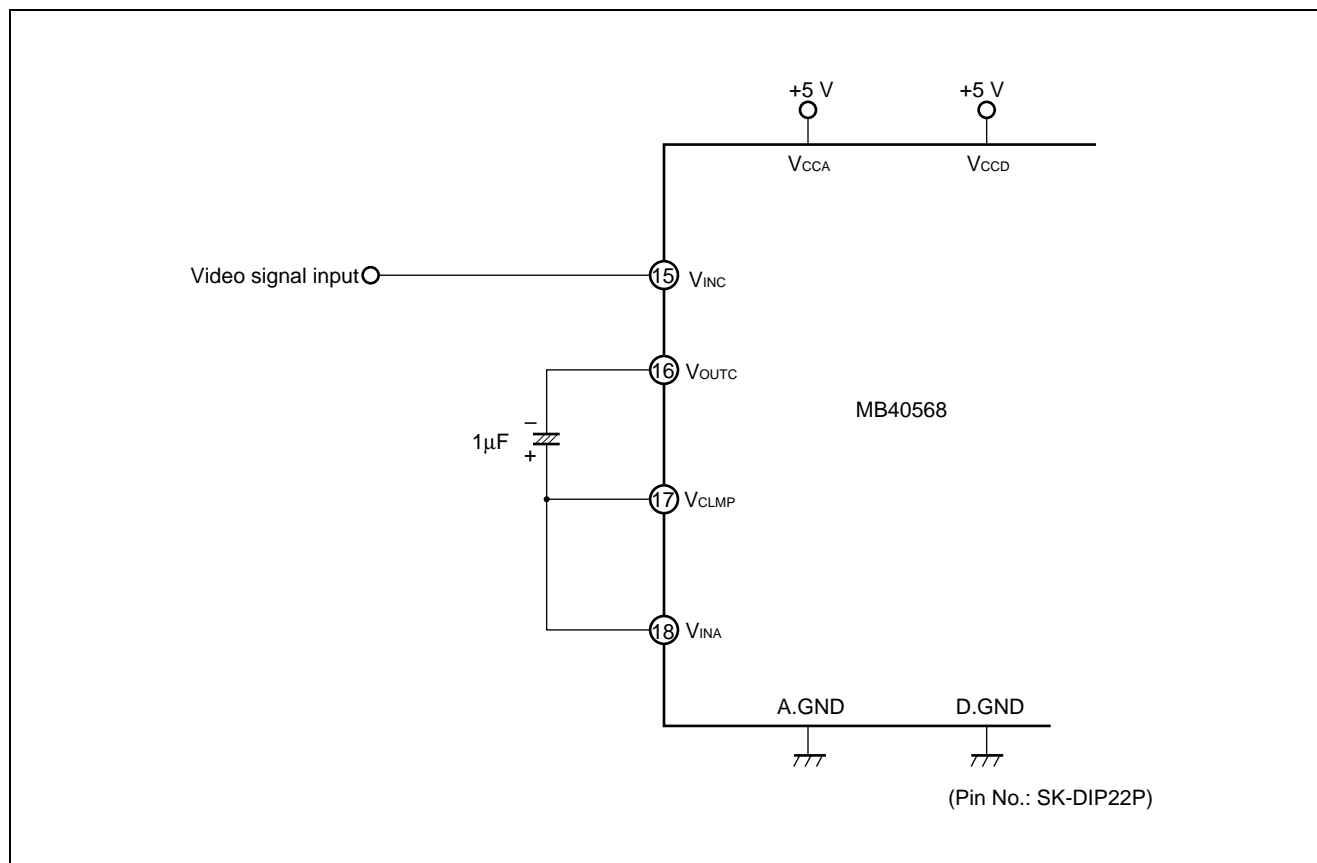 +5 V
+5 V
VCCA
VCCD
Video signal input
15
VINC
16
VOUTC
MB40568
−
1μF
+
17
VCLMP
18
VINA
A.GND
D.GND
(Pin No.: SK-DIP22P)